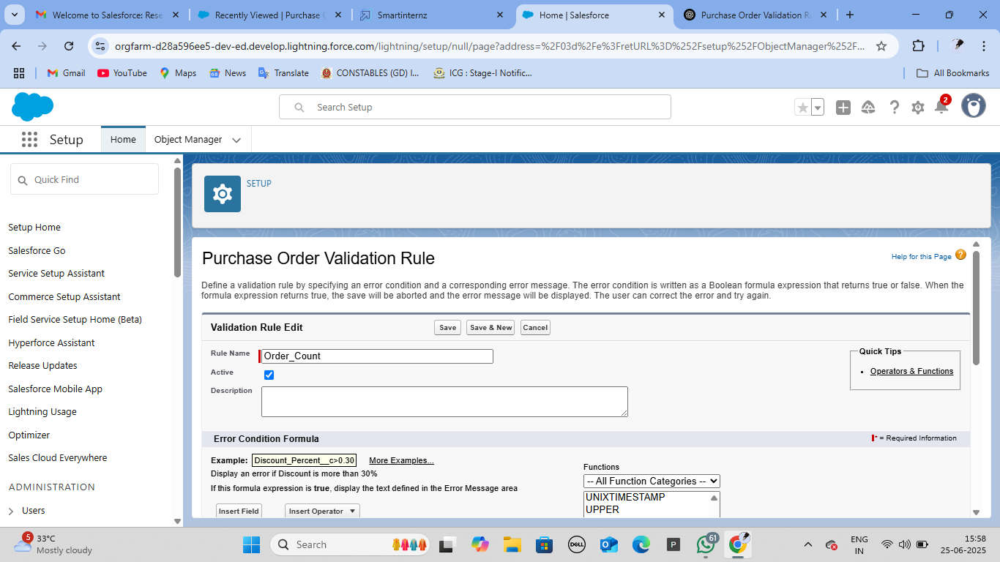 Welcome to Salesforce: Rese
Recently Viewed | Purchase O
Smartinternz
Home | Salesforce
Purchase Order Validation R
orgfarm-d28a596ee5-dev-ed.develop.lightning.force.com/lightning/setup/null/page?address=%2F03d%2Fe%3FretURL%3D%252Fsetup%252FObjectManager%252F...
Gmail
YouTube
Maps
News
Translate
CONSTABLES (GD) I...
ICG : Stage-I Notific...
All Bookmarks
Search Setup
2
Setup
Home
Object Manager
Quick Find
Setup Home
Salesforce Go
Service Setup Assistant
Commerce Setup Assistant
Field Service Setup Home (Beta)
Hyperforce Assistant
Release Updates
Salesforce Mobile App
Lightning Usage
Optimizer
Sales Cloud Everywhere
ADMINISTRATION
Users
SETUP
Purchase Order Validation Rule
Help for this Page ?
Define a validation rule by specifying an error condition and a corresponding error message. The error condition is written as a Boolean formula expression that returns true or false. When the
formula expression returns true, the save will be aborted and the error message will be displayed. The user can correct the error and try again.
Validation Rule Edit
Save
Save & New
Cancel
Rule Name
Order_Count
Active
Description
Quick Tips
• Operators & Functions
Error Condition Formula
* = Required Information
Example: Discount_Percent__c>0.30 More Examples...
Display an error if Discount is more than 30%
If this formula expression is true, display the text defined in the Error Message area
Insert Field
Insert Operator
Functions
-- All Function Categories --
UNIXTIMESTAMP
UPPER
5
33°C
Mostly cloudy
Search
DELL
P
61
ENG
IN
15:58
25-06-2025